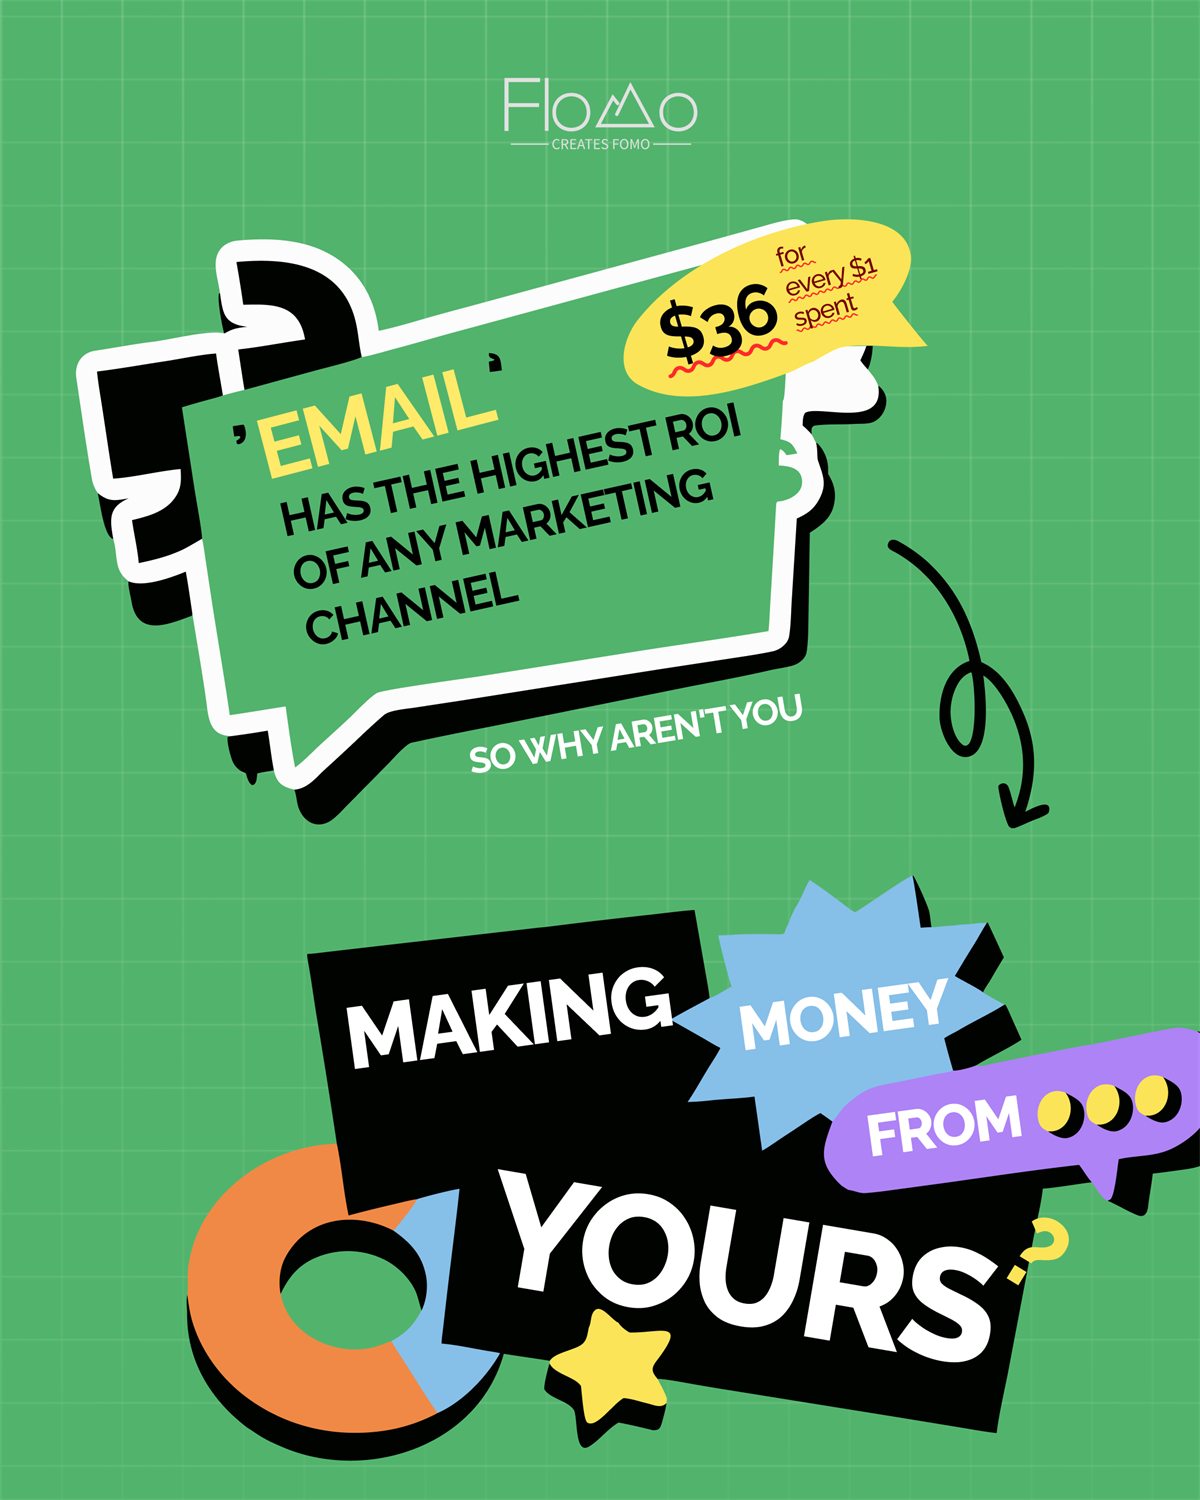 FloMo
CREATES FOMO
$36
for
every $1
spent
'EMAIL'
HAS THE HIGHEST ROI
OF ANY MARKETING
CHANNEL
SO WHY AREN'T YOU
MAKING
MONEY
FROM
YOURS?